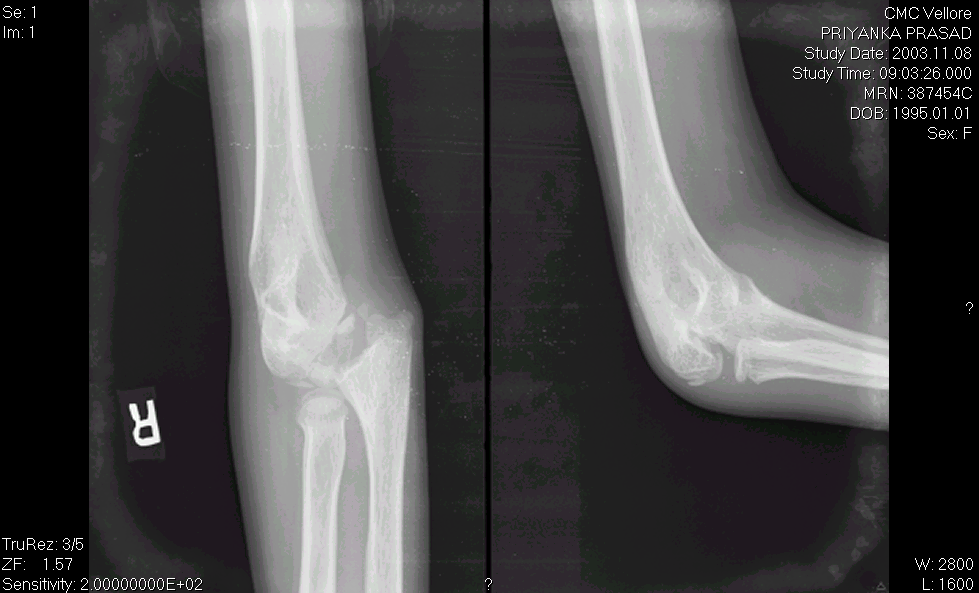 Se: 1
Im: 1
CMC Vellore
PRIYANKA PRASAD
Study Date: 2003.11.08
Study Time: 09:03:26.000
MRN: 387454C
DOB: 1995.01.01
Sex: F
?
R
TruRez: 3/5
ZF: 1.57
Sensitivity: 2.00000000E+02
?
W: 2800
L: 1600